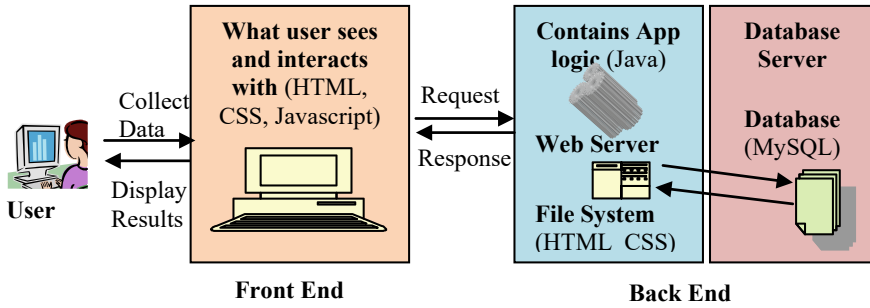 What user sees
and interacts
with (HTML,
CSS, Javascript)
Collect
Data
Display
Results
User
Request
Response
Contains App
logic (Java)
Web Server
File System
(HTML CSS)
Database
Server
Database
(MySQL)
Front End
Back End